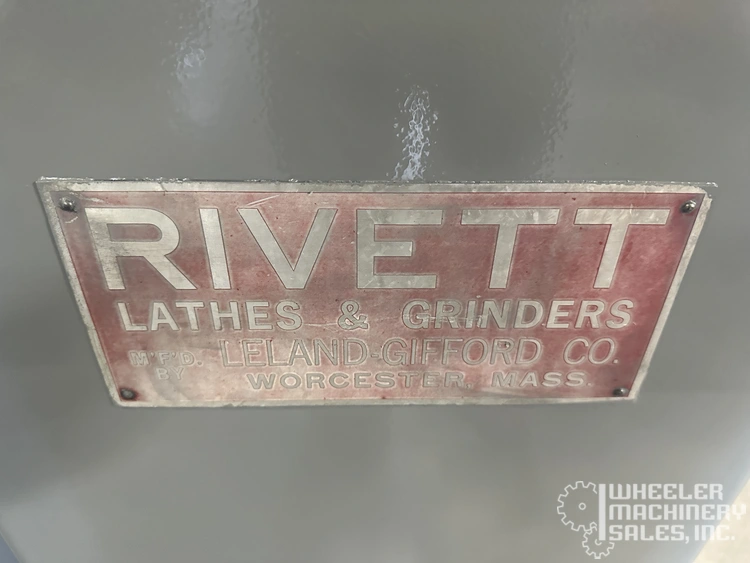 RIVETT
LATHES & GRINDERS
M'F'D. BY LELAND-GIFFORD CO.
WORCESTER, MASS.
WHEELER
MACHINERY
SALES, INC.